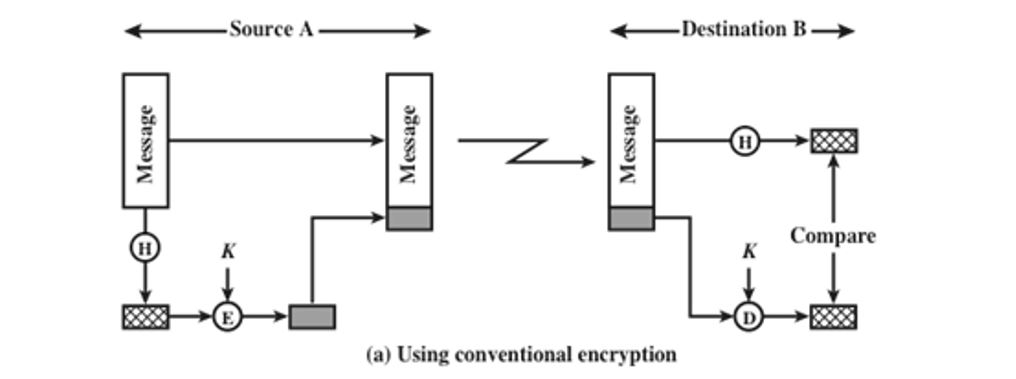 Source A
Destination B
Message
Message
Message
H
H
K
K
Compare
E
D
(a) Using conventional encryption